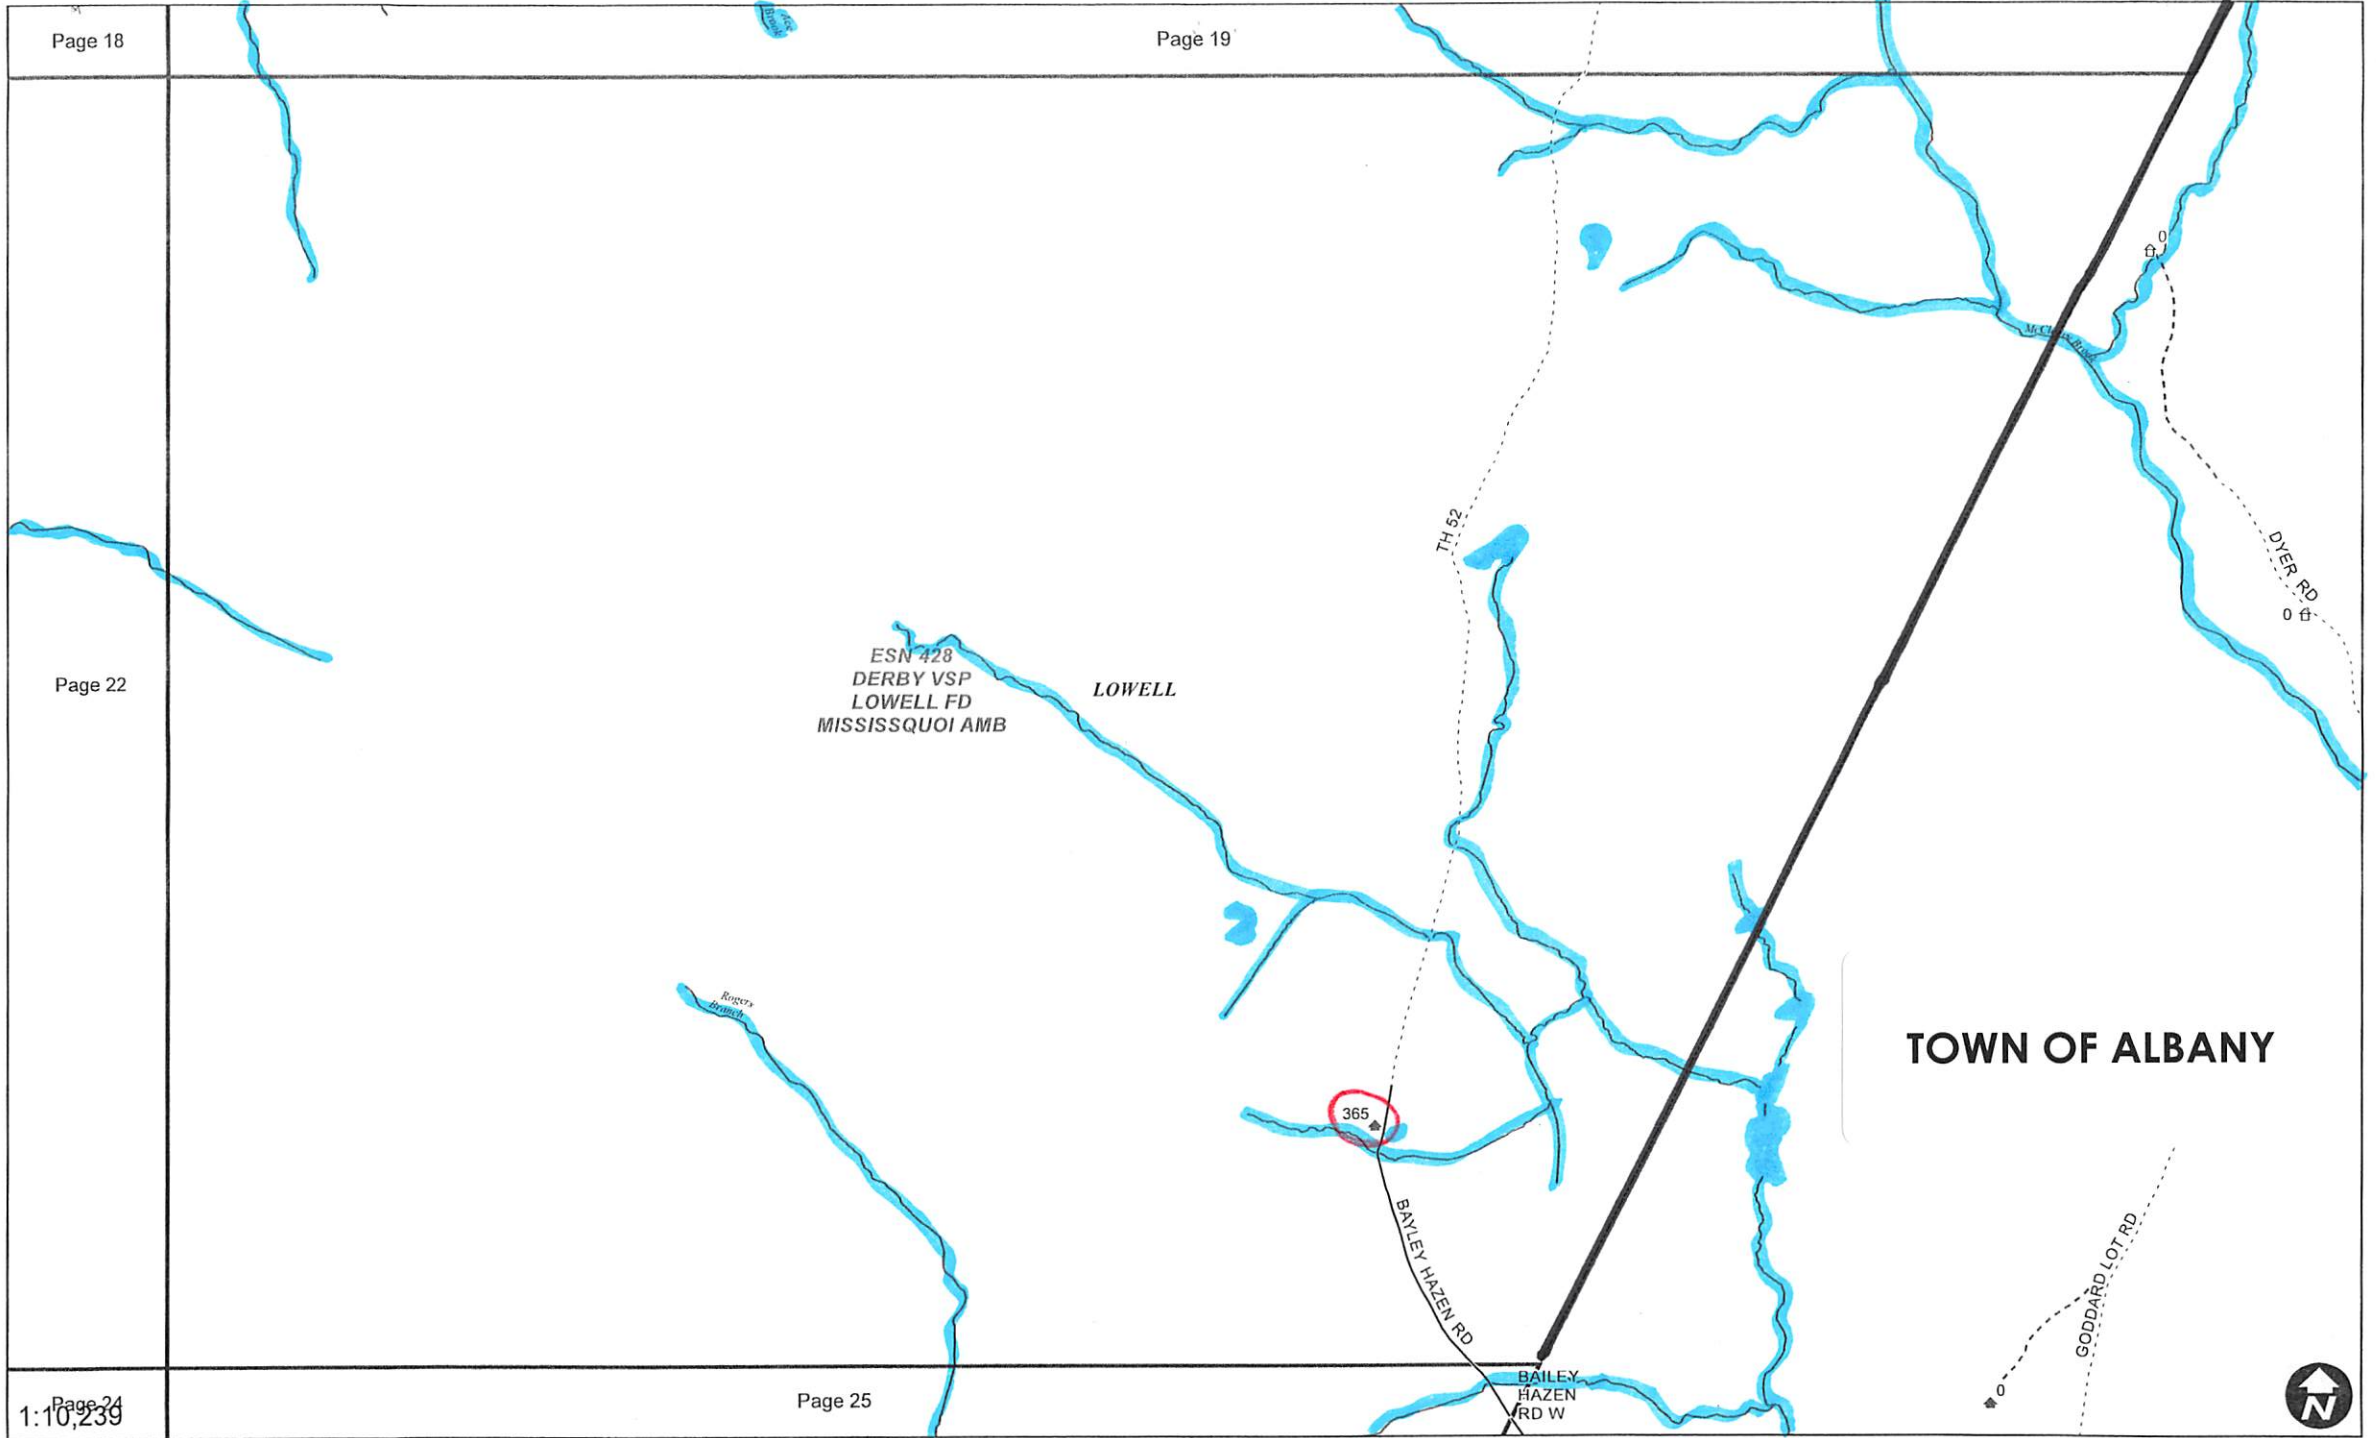 Page 18
Page 19
0
TH 52
DYER RD
0
ESN 428
DERBY VSP
LOWELL FD
MISSISSQUOI AMB
LOWELL
Page 22
Rogers
Branch
TOWN OF ALBANY
365
BAYLEY HAZEN RD
GODDARD LOT RD
BAILEY
HAZEN
RD W
0
Page 24
1:10,239
Page 25
N